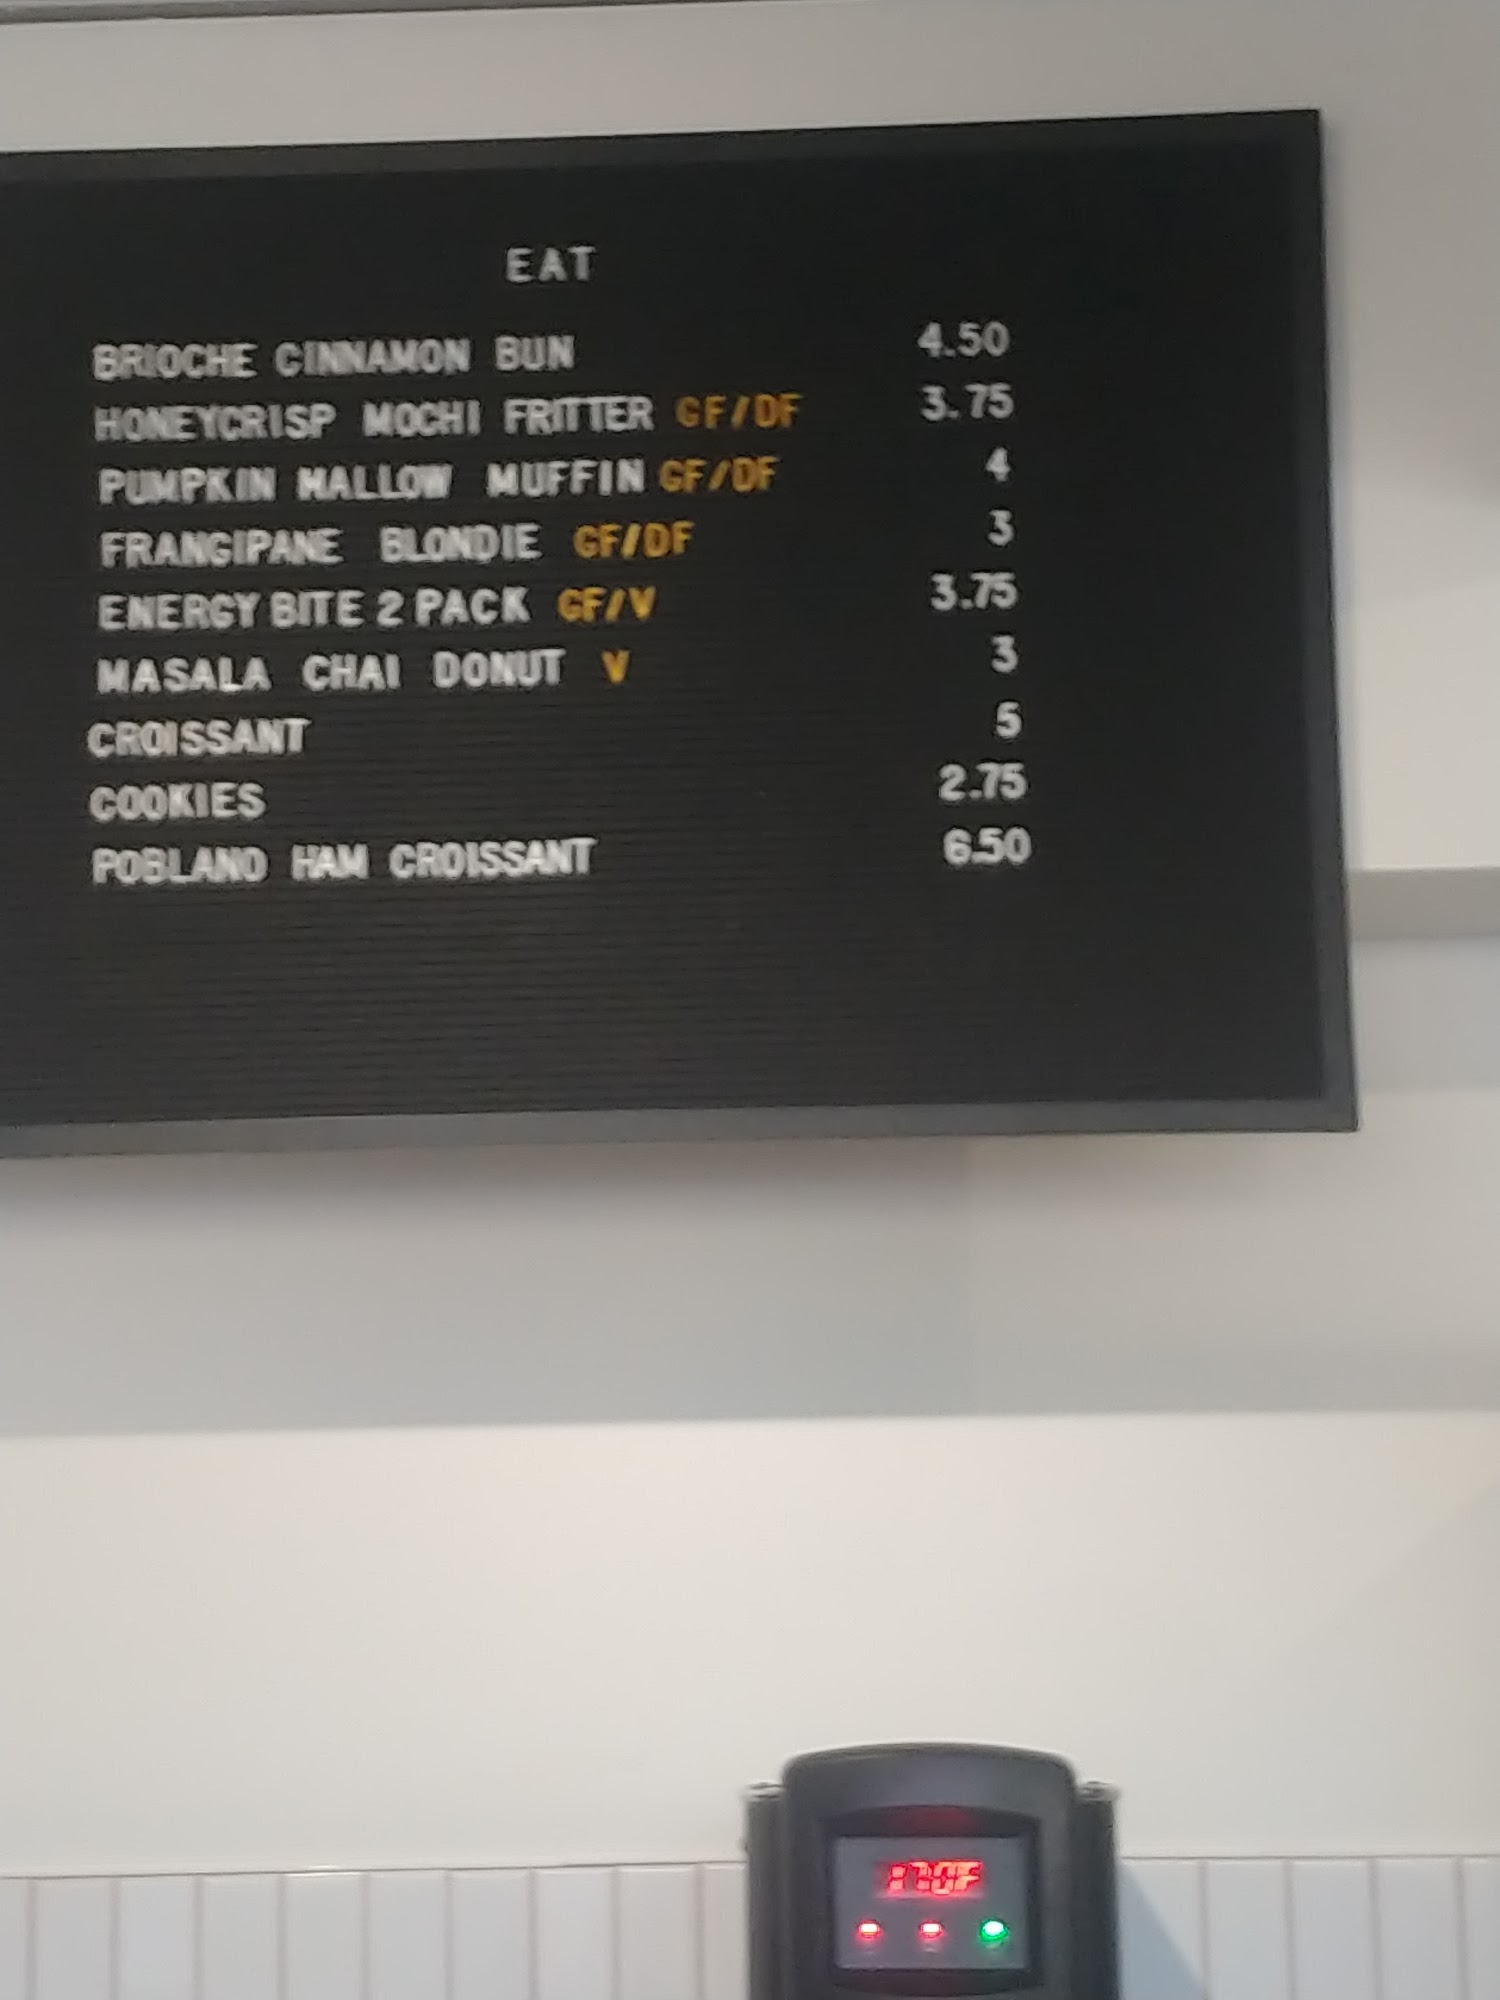 EAT
BRIOCHE CINNAMON BUN 4.50
HONEYCRISP MOCHI FRITTER GF/DF 3.75
PUMPKIN MALLOW MUFFIN GF/DF 4
FRANGIPANE BLONDIE GF/DF 3
ENERGY BITE 2 PACK GF/V 3.75
MASALA CHAI DONUT V 3
CROISSANT 5
COOKIES 2.75
POBLANO HAM CROISSANT 6.50